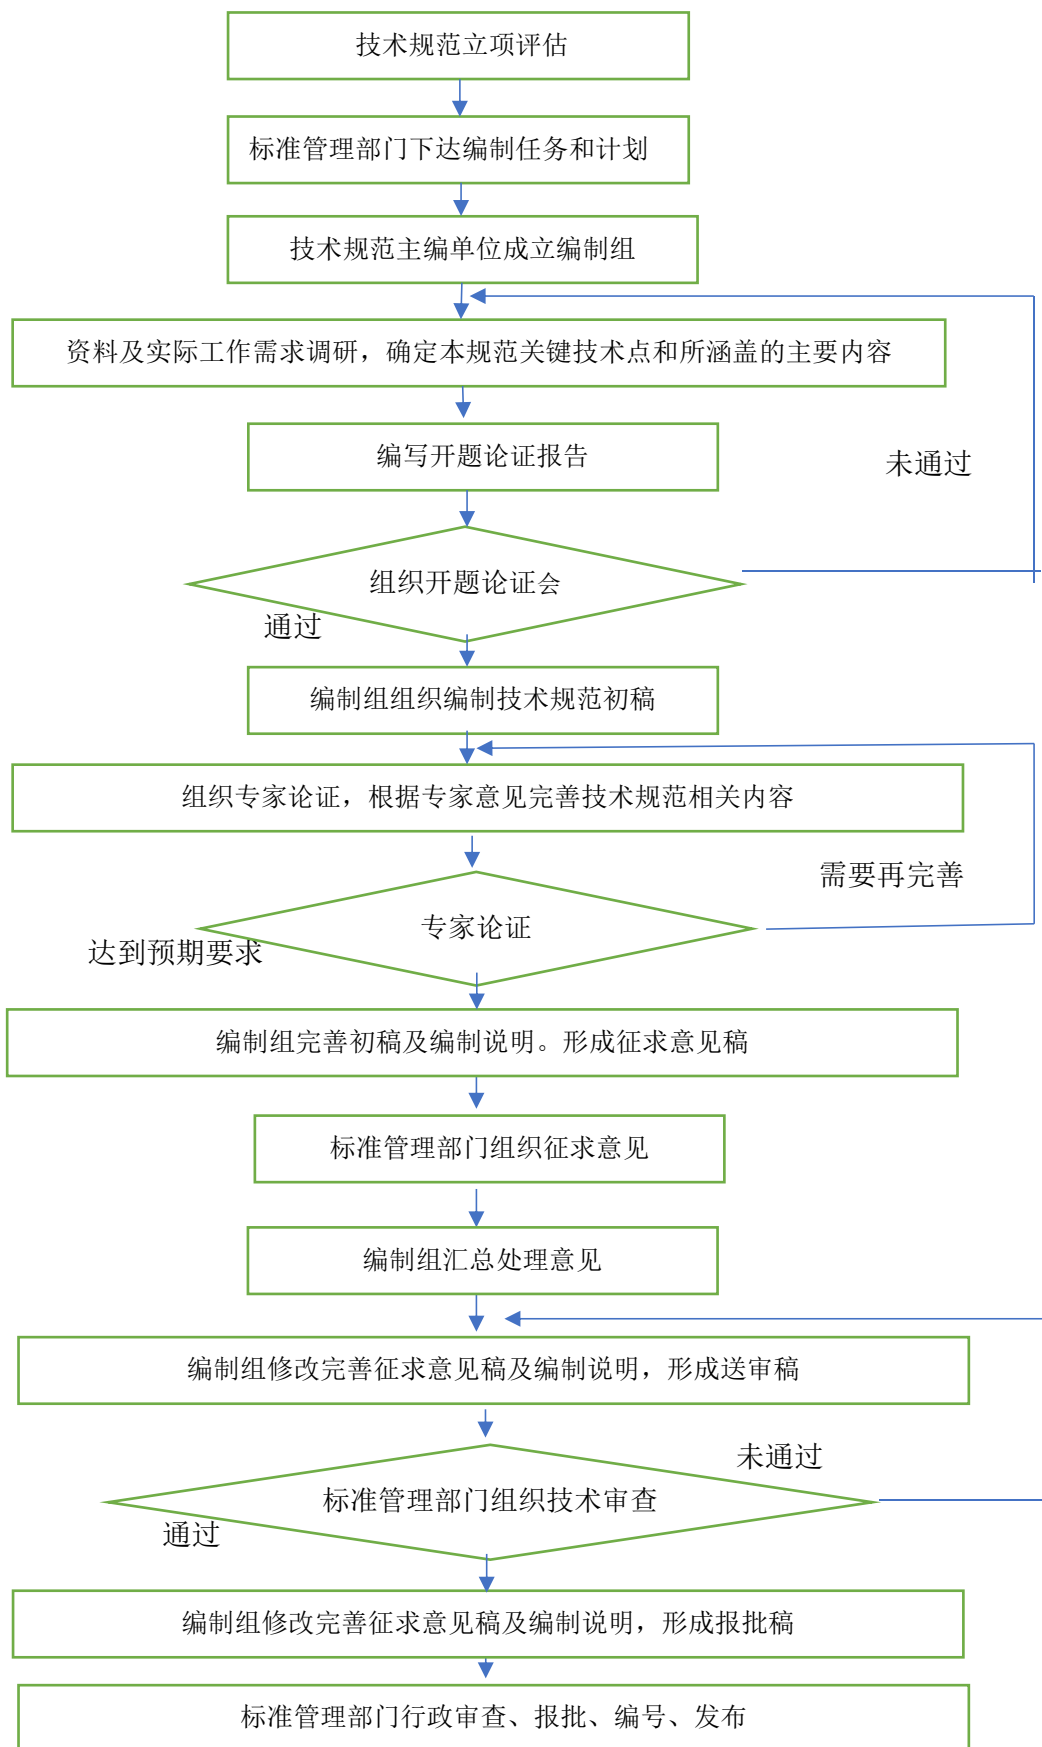 技术规范立项评估
标准管理部门下达编制任务和计划
技术规范主编单位成立编制组
资料及实际工作需求调研，确定本规范关键技术点和所涵盖的主要内容
编写开题论证报告
未通过
组织开题论证会
通过
编制组组织编制技术规范初稿
组织专家论证，根据专家意见完善技术规范相关内容
需要再完善
专家论证
达到预期要求
编制组完善初稿及编制说明。形成征求意见稿
标准管理部门组织征求意见
编制组汇总处理意见
编制组修改完善征求意见稿及编制说明，形成送审稿
未通过
标准管理部门组织技术审查
通过
编制组修改完善征求意见稿及编制说明，形成报批稿
标准管理部门行政审查、报批、编号、发布